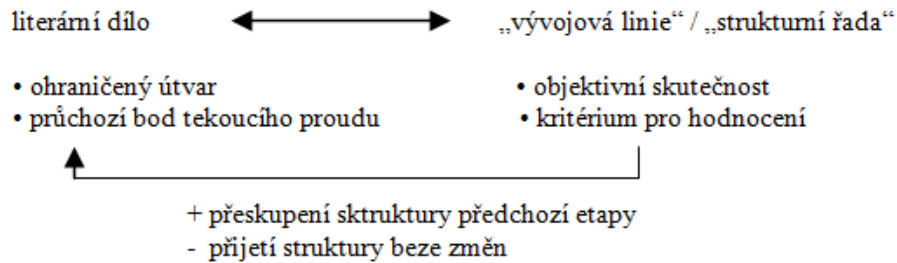 literární dílo „vývojová linie“ / „strukturní řada“
• ohraničený útvar • objektivní skutečnost
• průchozí bod tekoucího proudu • kritérium pro hodnocení
+ přeskupení sktruktury předchozí etapy
- přijetí struktury beze změn